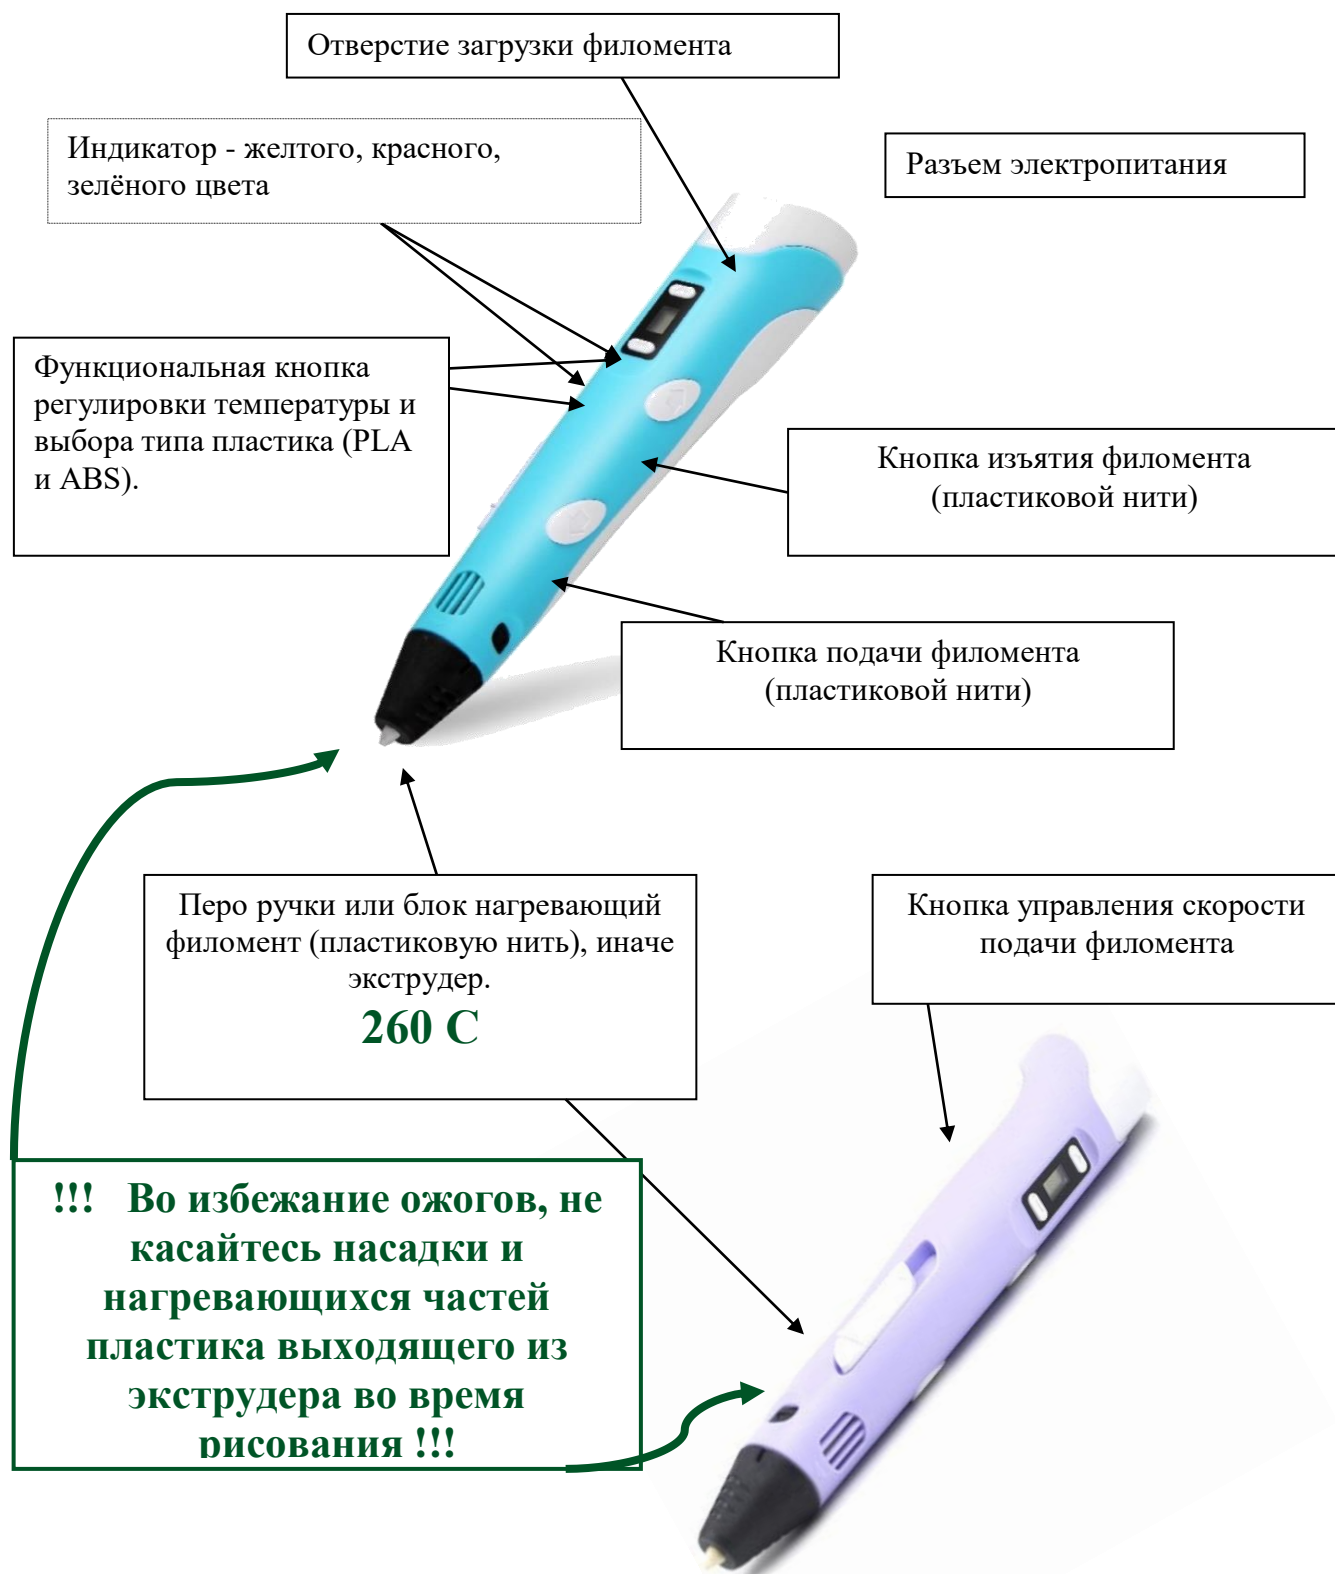 Отверстие загрузки филомента
Индикатор - желтого, красного,
зелёного цвета
Разъем электропитания
Функциональная кнопка
регулировки температуры и
выбора типа пластика (PLA
и ABS).
Кнопка изъятия филомента
(пластиковой нити)
Кнопка подачи филомента
(пластиковой нити)
Перо ручки или блок нагревающий
филомент (пластиковую нить), иначе
экструдер.
260 С
Кнопка управления скорости
подачи филомента
!!! Во избежание ожогов, не
касайтесь насадки и
нагревающихся частей
пластика выходящего из
экструдера во время
рисования !!!